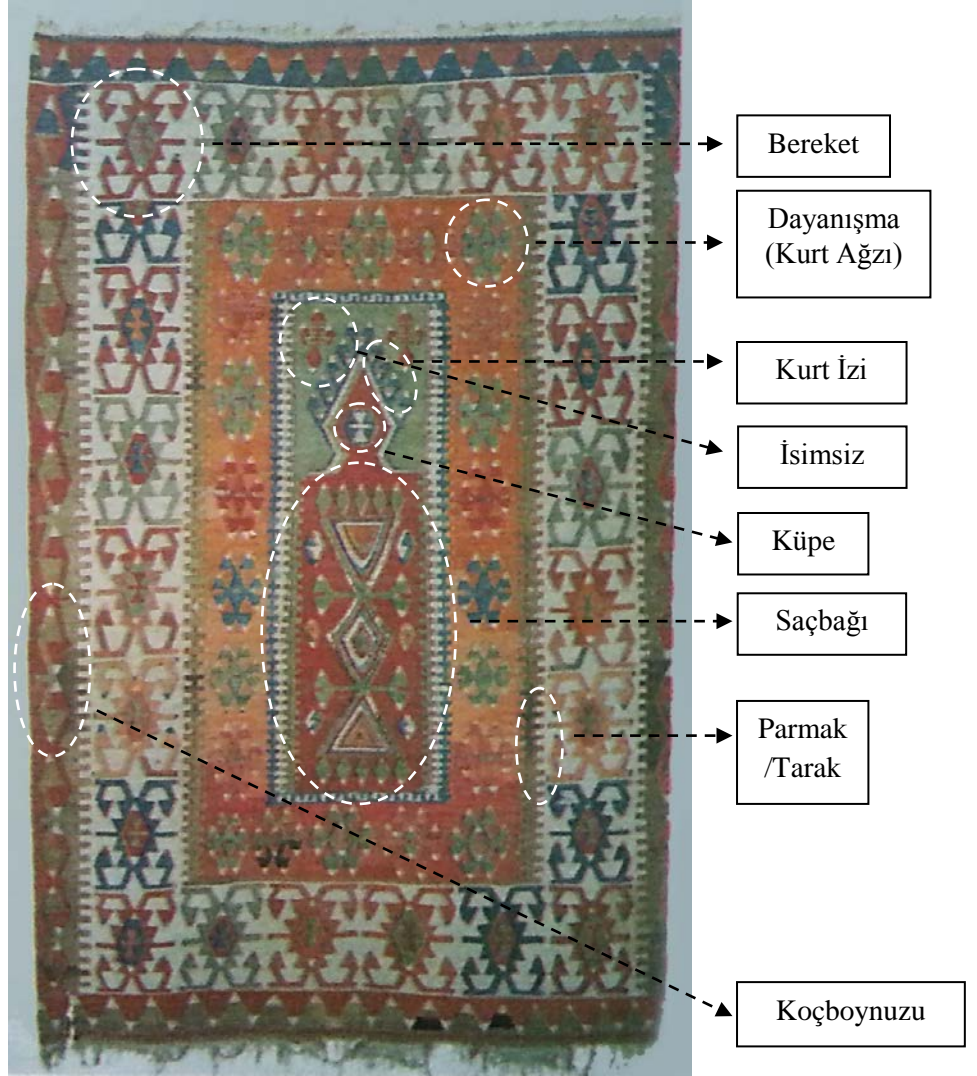 Bereket
Dayanışma
(Kurt Ağzı)
Kurt İzi
İsimsiz
Küpe
Saçbağı
Parmak
/Tarak
Koçboynuzu